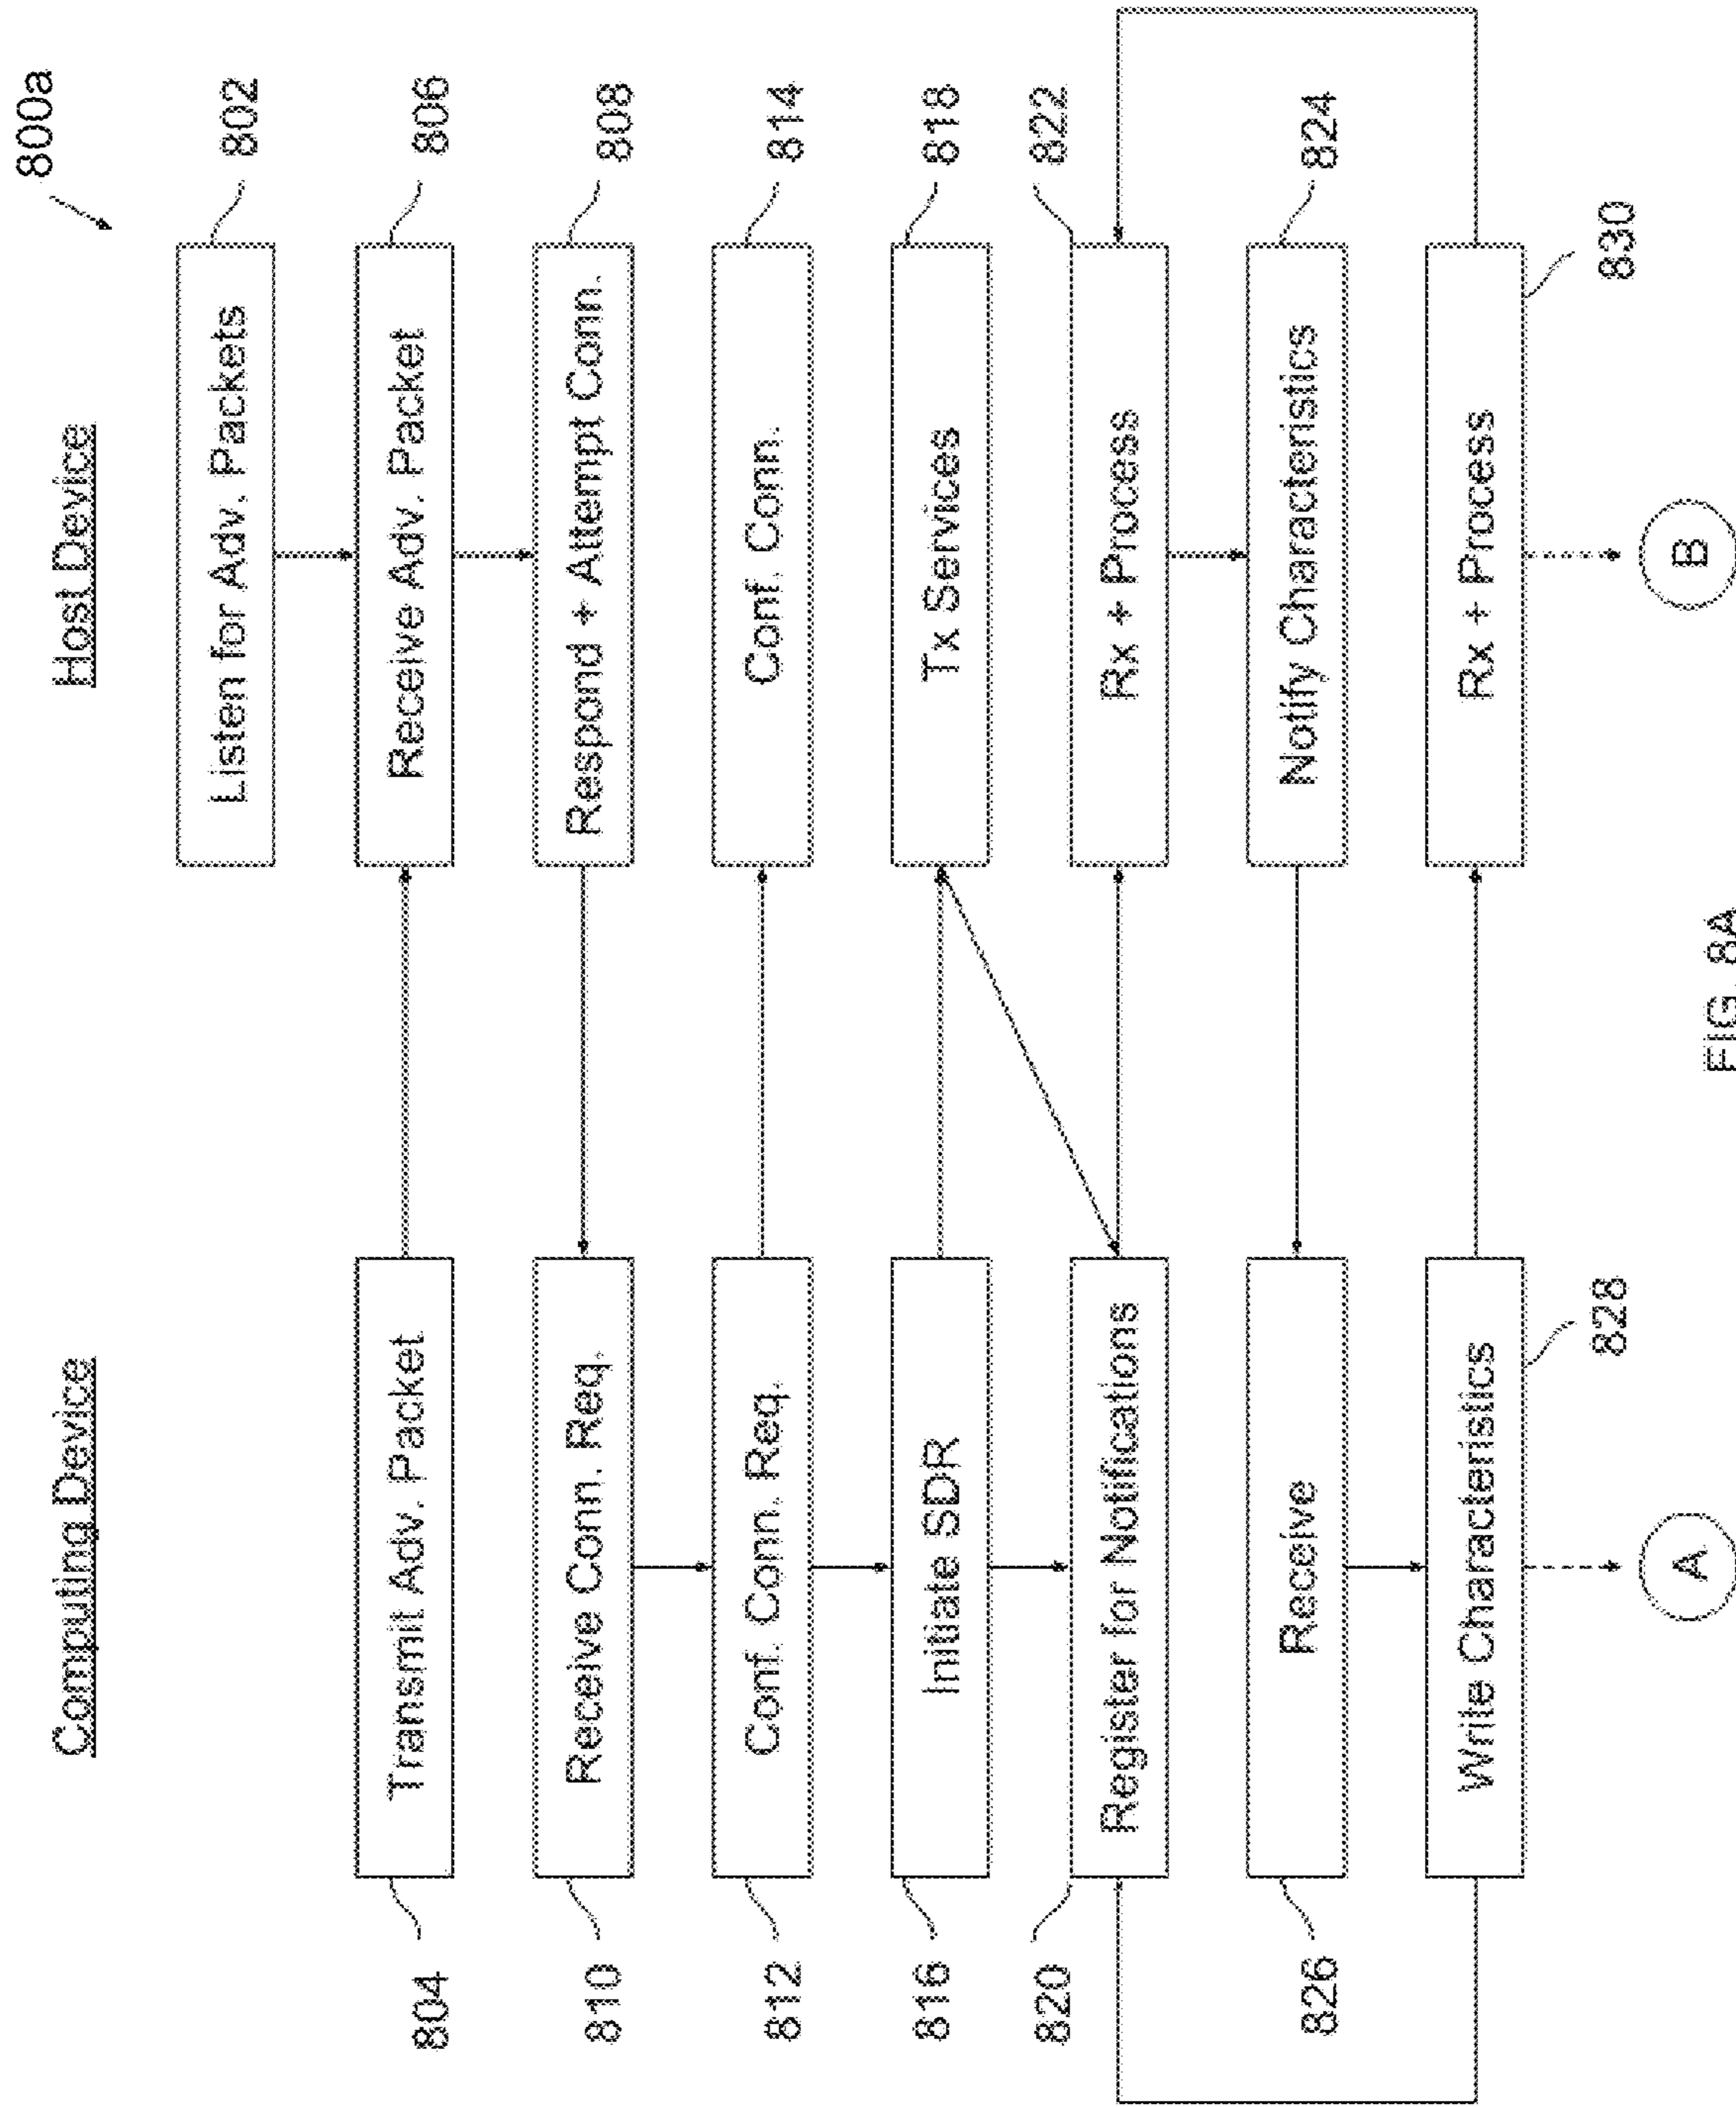 800a
Computing Device
Host Device
Listen for Adv. Packets
802
804
Transmit Adv. Packet
Receive Adv. Packet
806
810
Receive Conn. Req.
Respond + Attempt Conn.
808
812
Conf. Conn. Req.
Conf. Conn.
814
816
Initiate SDR
Tx Services
818
820
Register for Notifications
Rx + Process
822
826
Receive
Notify Characteristics
824
Write Characteristics
828
Rx + Process
830
A
B
FIG. 8A